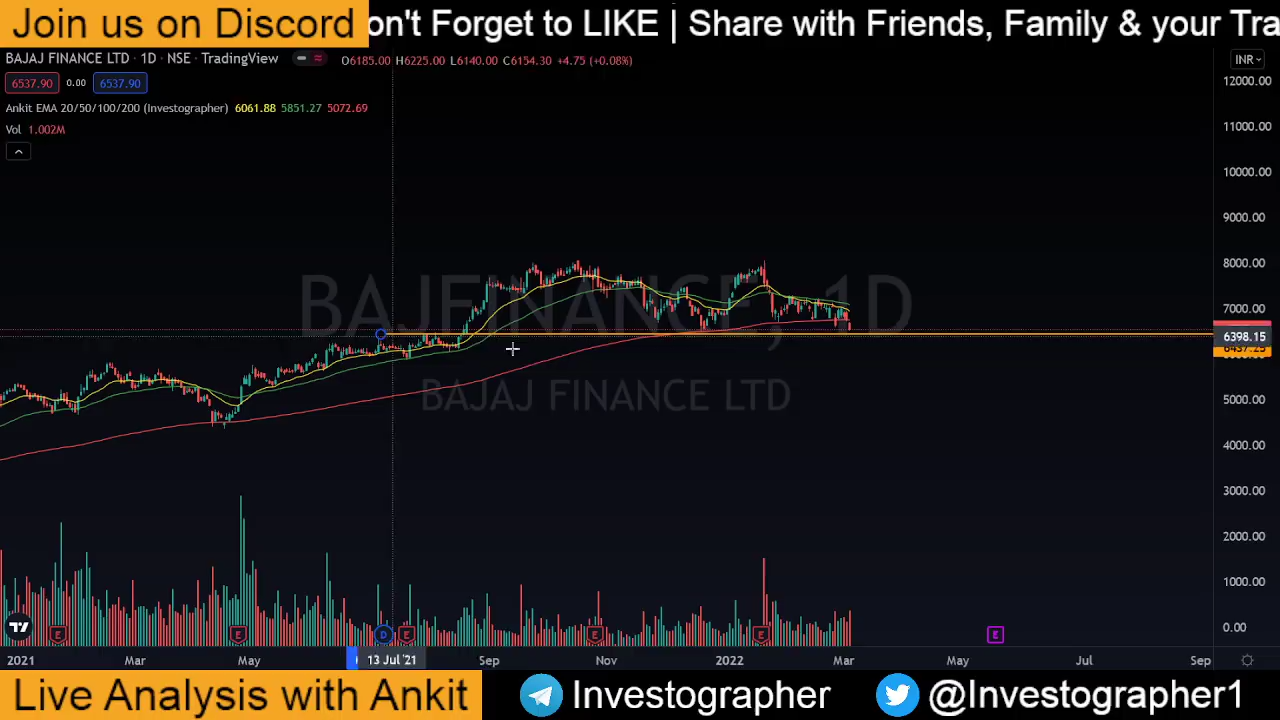 Join us on Discord
on't Forget to LIKE | Share with Friends, Family & your Tra
BAJAJ FINANCE LTD · 1D · NSE · TradingView
O6185.00 H6225.00 L6140.00 C6154.30 +4.75 (+0.08%)
INR
6537.90 0.00 6537.90
Ankit EMA 20/50/100/200 (Investographer) 6061.88 5851.27 5072.69
Vol 1.002M
12000.00
11000.00
10000.00
9000.00
8000.00
7000.00
6398.15
5000.00
4000.00
3000.00
2000.00
1000.00
0.00
BAJFINANCE, 1D
BAJAJ FINANCE LTD
E E D E E E E
2021 Mar May 13 Jul '21 Sep Nov 2022 Mar May Jul Sep
Live Analysis with Ankit
Investographer
@Investographer1